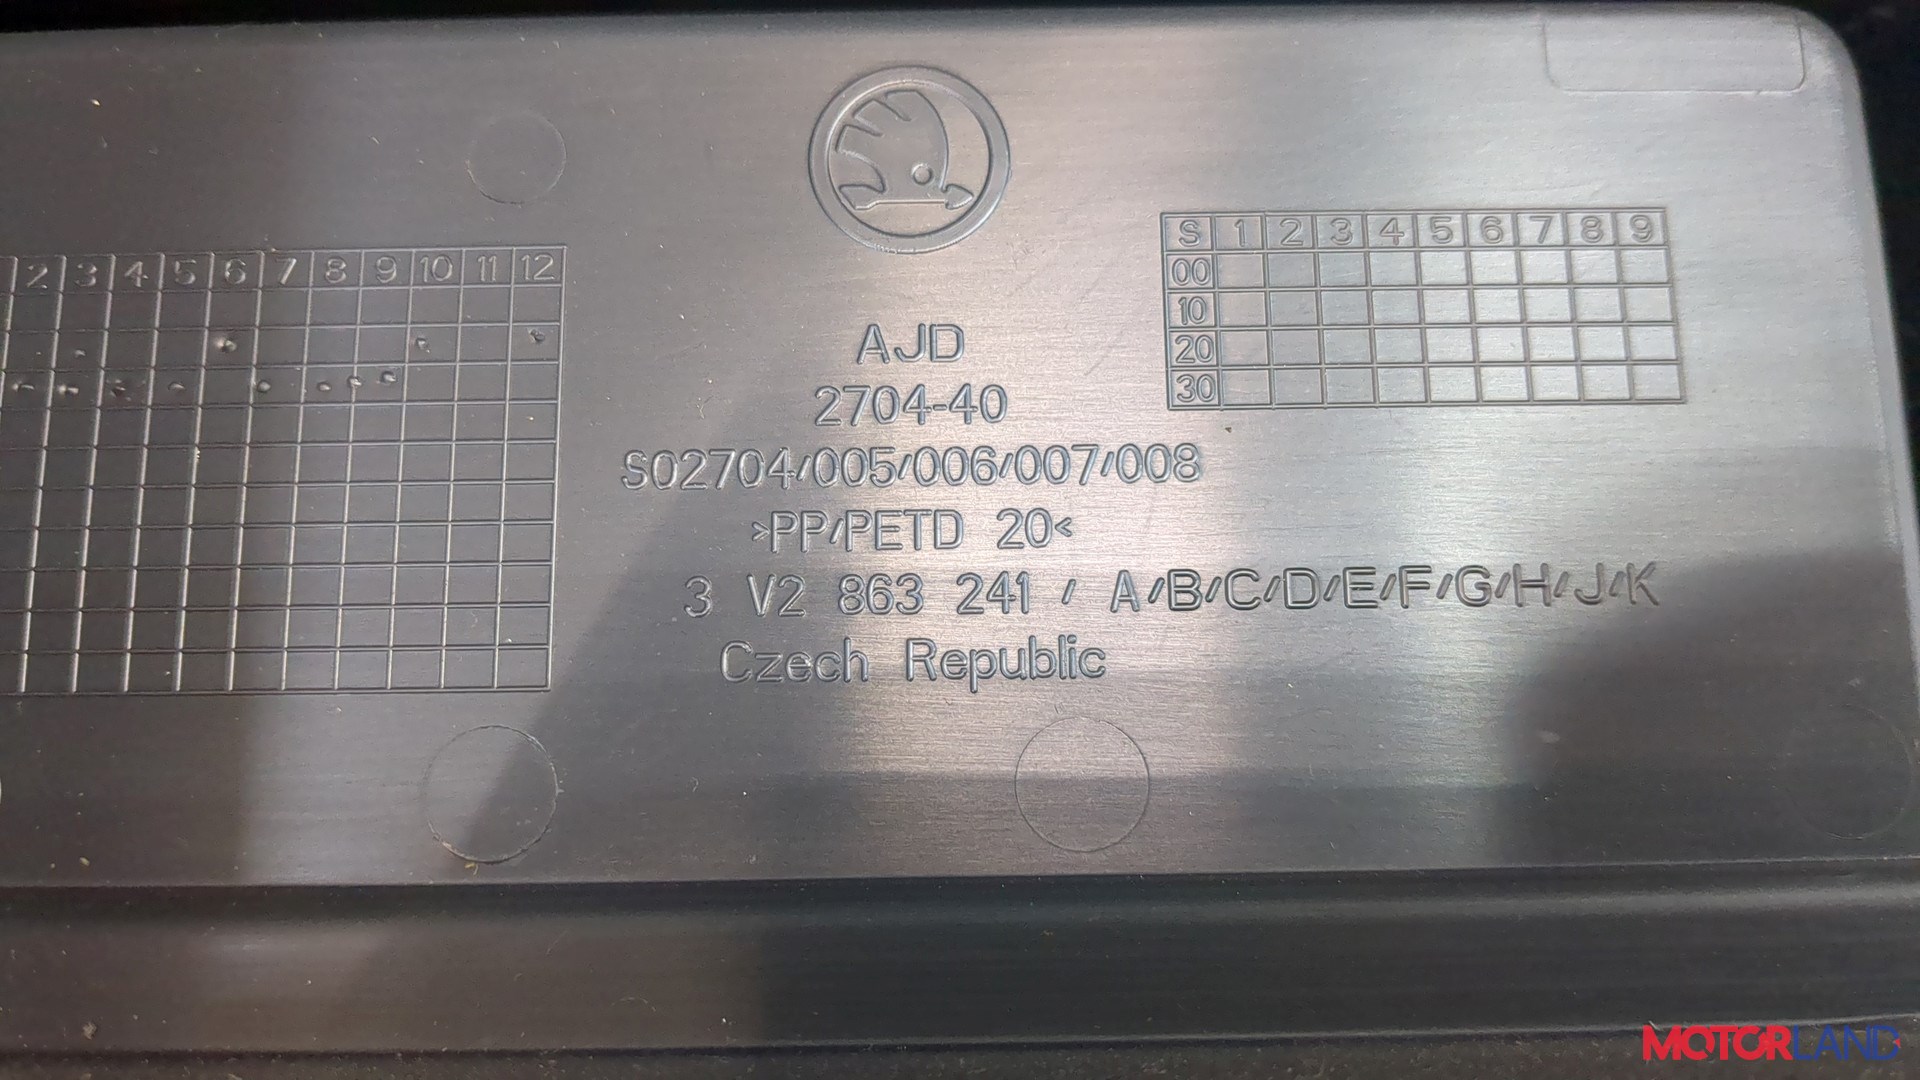 2 3 4 5 6 7 8 9 10 11 12
S 1 2 3 4 5 6 7 8 9
00
10
20
30
AJD
2704-40
S02704/005/006/007/008
>PP/PETD 20<
3 V2 863 241 / A/B/C/D/E/F/G/H/J/K
Czech Republic
MOTORLAND